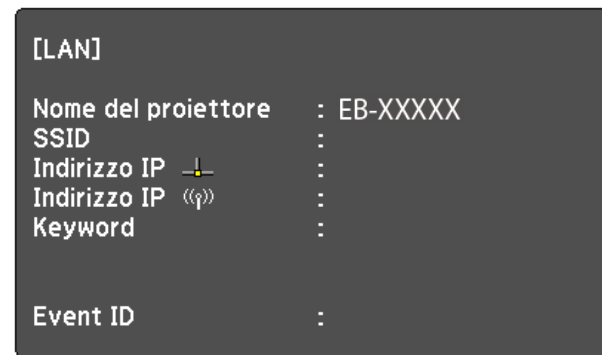 [LAN]
Nome del proiettore : EB-XXXXX
SSID :
Indirizzo IP :
Indirizzo IP :
Keyword :
Event ID :